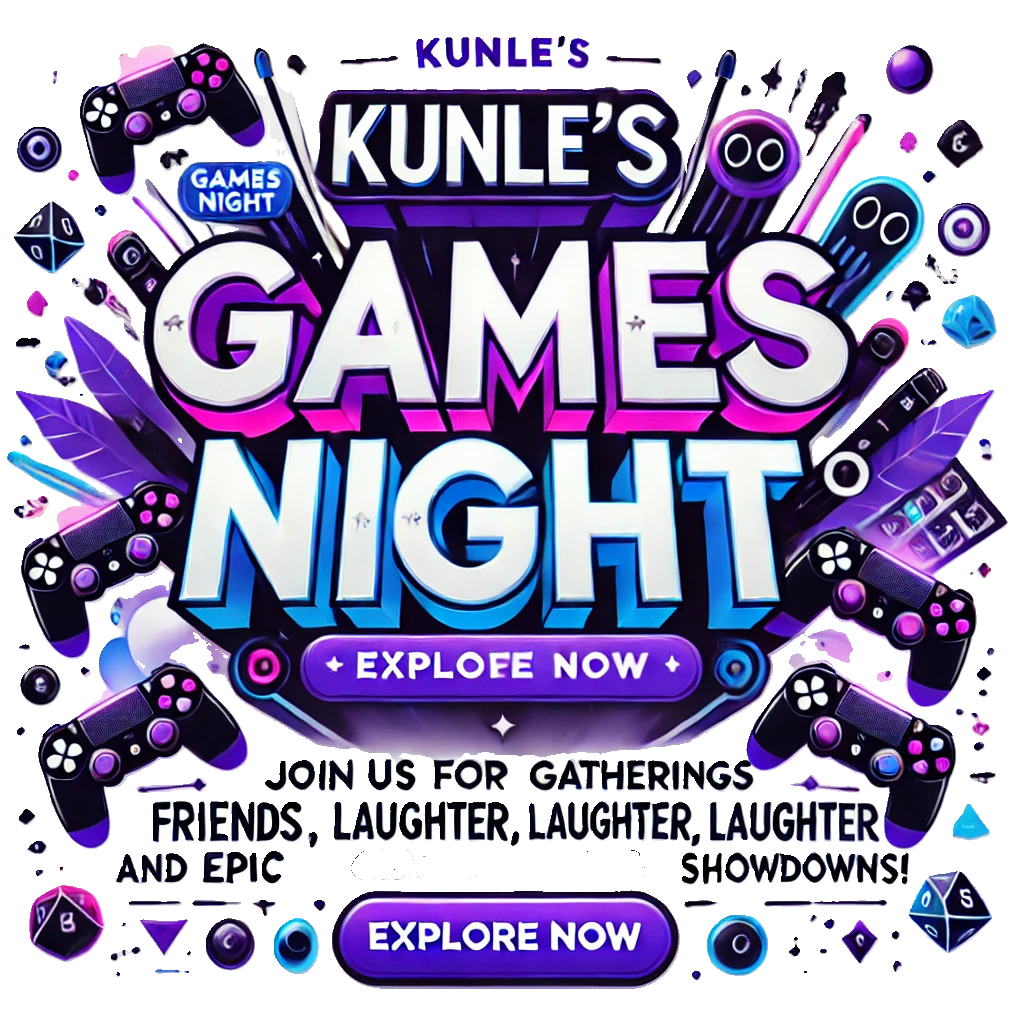 KUNLE'S
KUNLE'S
GAMES
NIGHT
GAMES
NIGHT
EXPLOFE NOW
JOIN US FOR GATHERINGS
FRIENDS, LAUGHTER, LAUGHTER, LAUGHTER
AND EPIC SHOWDOWNS!
EXPLORE NOW